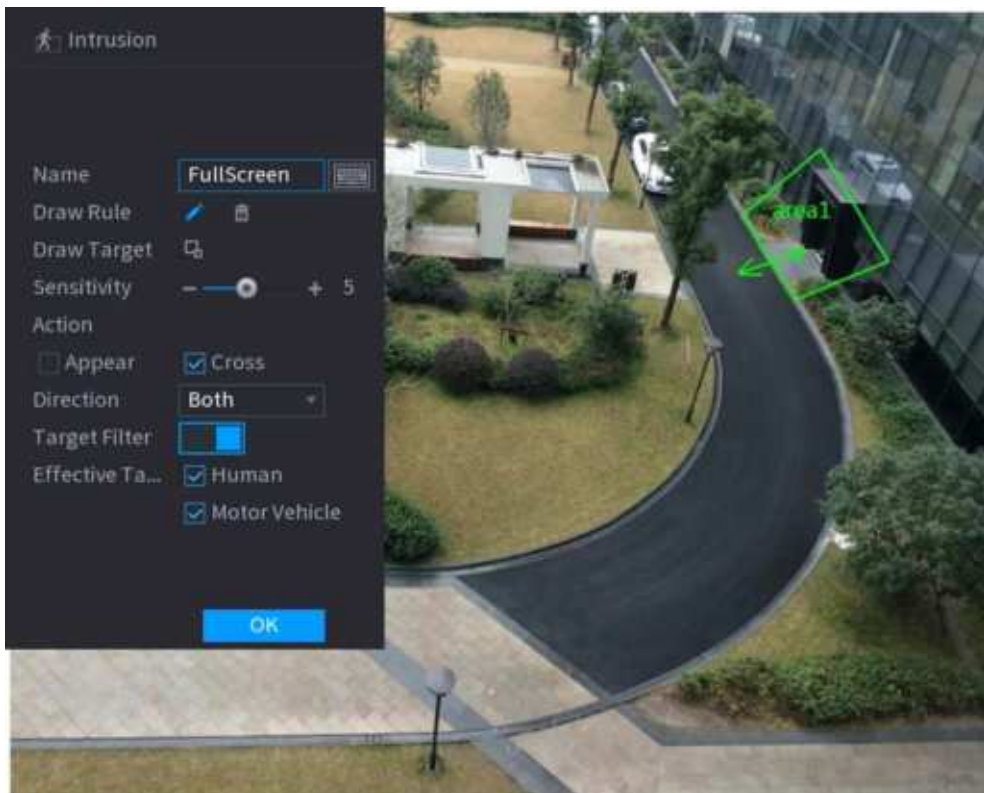 Intrusion
Name FullScreen
Draw Rule
Draw Target
Sensitivity - + 5
Action
Appear Cross
Direction Both
Target Filter
Effective Ta... Human
Motor Vehicle
OK
area1